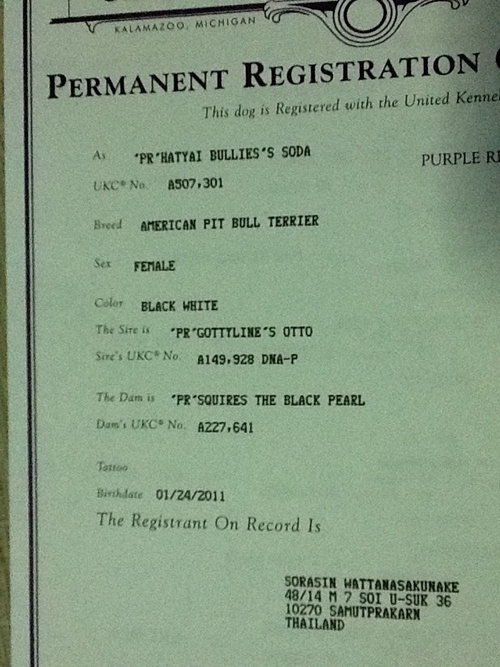 KALAMAZOO, MICHIGAN
PERMANENT REGISTRATION
This dog is Registered with the United
PURPLE
As 'PR'HATYAI BULLIES'S SODA
UKC® No. A507,301
Breed AMERICAN PIT BULL TERRIER
Sex FEMALE
Color BLACK WHITE
The Sire is 'PR'GOTTYLINE'S OTTO
Sire's UKC® No. A149,928 DNA-P
The Dam is 'PR'SQUIRES THE BLACK PEARL
Dam's UKC® No. A227,641
Tattoo
Birthdate 01/24/2011
The Registrant On Record Is
SORASIN WATTANASAKUNAKE
48/14 M 7 SOI U-SUK 36
10270 SAMUTPRAKARN
THAILAND